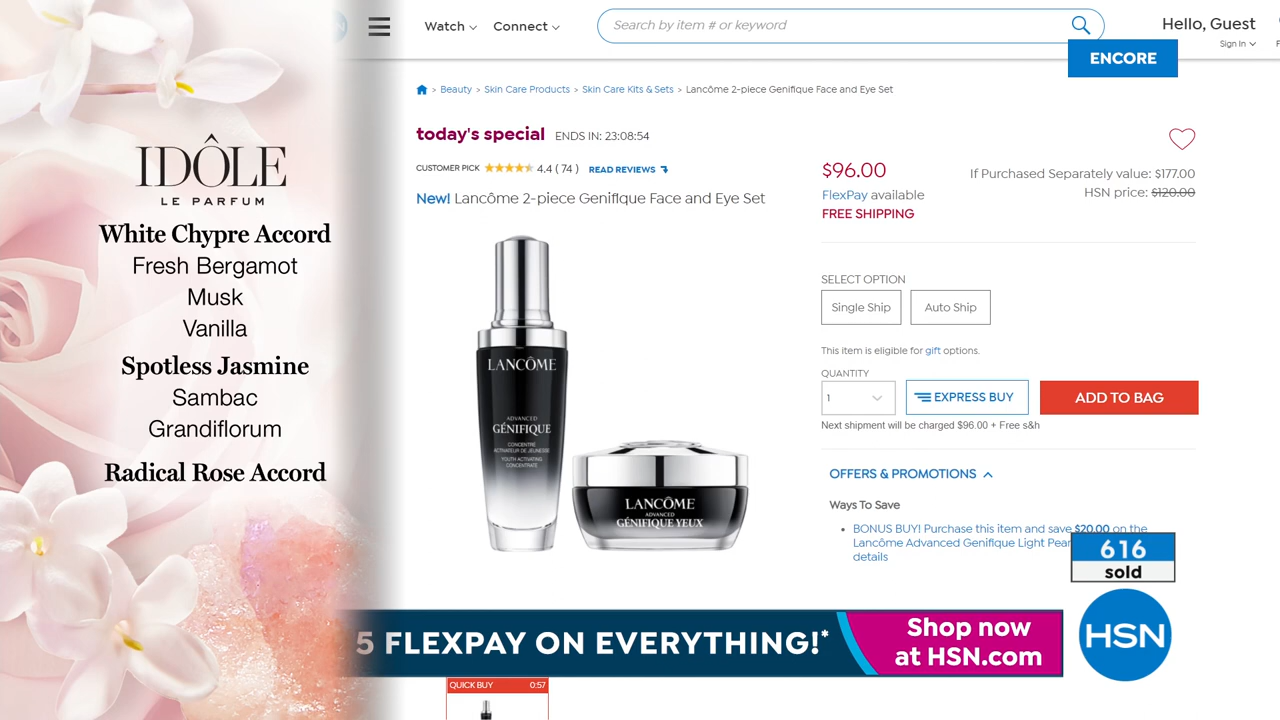 IDÔLE
LE PARFUM
White Chypre Accord
Fresh Bergamot
Musk
Vanilla
Spotless Jasmine
Sambac
Grandiflorum
Radical Rose Accord
Watch
Connect
Search by item # or keyword
Hello, Guest
Sign In
ENCORE
> Beauty > Skin Care Products > Skin Care Kits & Sets > Lancôme 2-piece Genifique Face and Eye Set
today's special ENDS IN: 23:08:54
CUSTOMER PICK 4.4 ( 74 ) READ REVIEWS
New! Lancôme 2-piece Genifique Face and Eye Set
LANCÔME
ADVANCED
GÉNIFIQUE
CONCENTRÉ
ACTIVATEUR DE JEUNESSE
YOUTH ACTIVATING
CONCENTRATE
LANCÔME
ADVANCED
GÉNIFIQUE YEUX
$96.00
FlexPay available
FREE SHIPPING
If Purchased Separately value: $177.00
HSN price: $120.00
SELECT OPTION
Single Ship
Auto Ship
This item is eligible for gift options.
QUANTITY
1
EXPRESS BUY
ADD TO BAG
Next shipment will be charged $96.00 + Free s&h
OFFERS & PROMOTIONS
Ways To Save
• BONUS BUY! Purchase this item and save $20.00 on the
Lancôme Advanced Genifique Light Pear
details
616
sold
5 FLEXPAY ON EVERYTHING!*
Shop now
at HSN.com
HSN
QUICK BUY 0:57